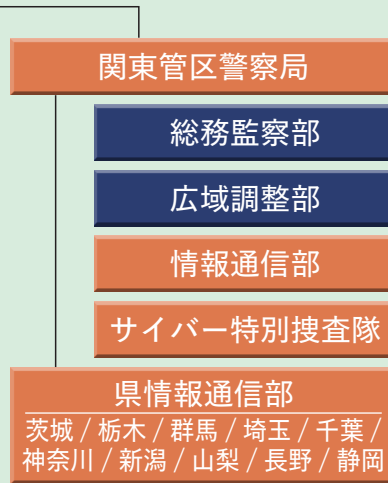 関東管区警察局
総務監察部
広域調整部
情報通信部
サイバー特別捜査隊
県情報通信部
茨城 / 栃木 / 群馬 / 埼玉 / 千葉 /
神奈川 / 新潟 / 山梨 / 長野 / 静岡